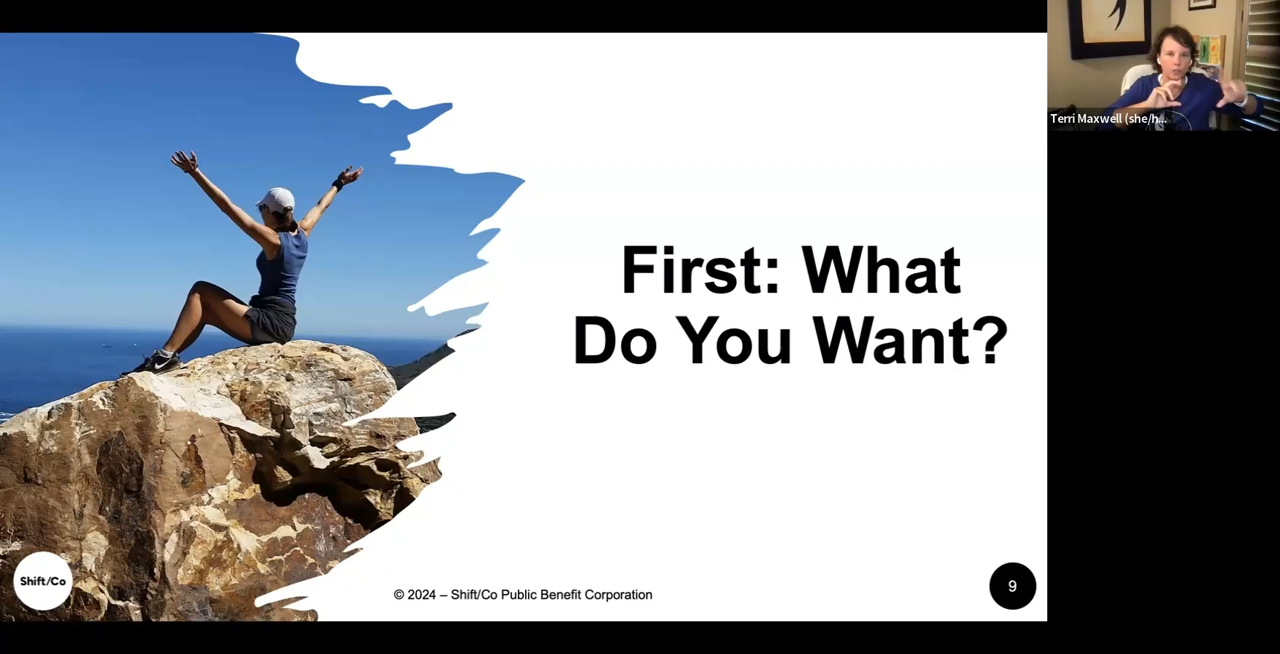 Terri Maxwell (she/h...
First: What
Do You Want?
Shift/Co
© 2024 – Shift/Co Public Benefit Corporation
9